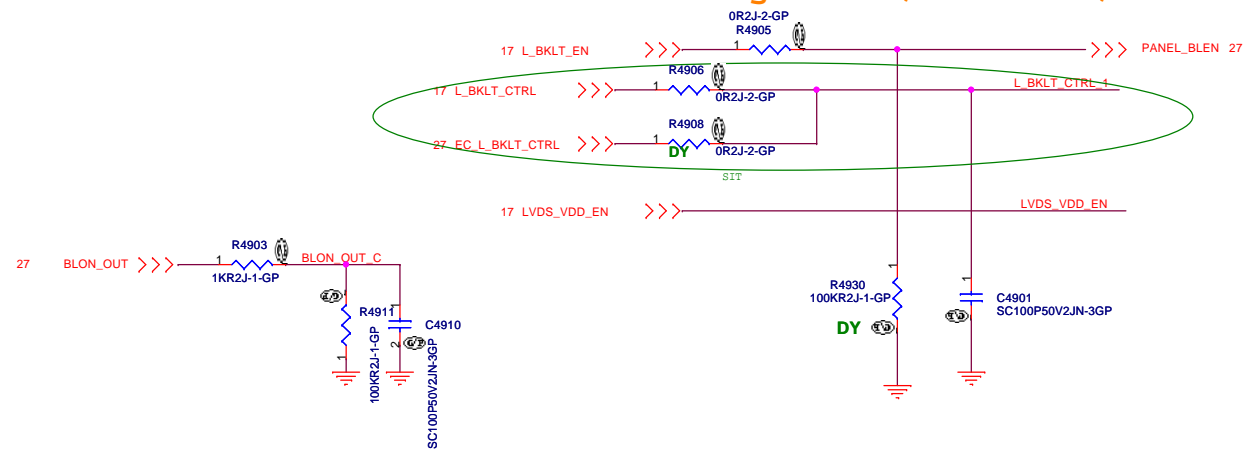 0R2J-2-GP
R4905
17 L_BKLT_EN
1
PANEL_BLEN 27
R4906
17 L_BKLT_CTRL
1
0R2J-2-GP
L_BKLT_CTRL_1
R4908
27 EC_L_BKLT_CTRL
1
DY
0R2J-2-GP
SIT
17 LVDS_VDD_EN
LVDS_VDD_EN
27 BLON_OUT
1
R4903
1KR2J-1-GP
BLON_OUT_C
R4911
1
100KR2J-1-GP
1
2
C4910
SC100P50V2JN-3GP
1
R4930
100KR2J-1-GP
DY
1
C4901
SC100P50V2JN-3GP